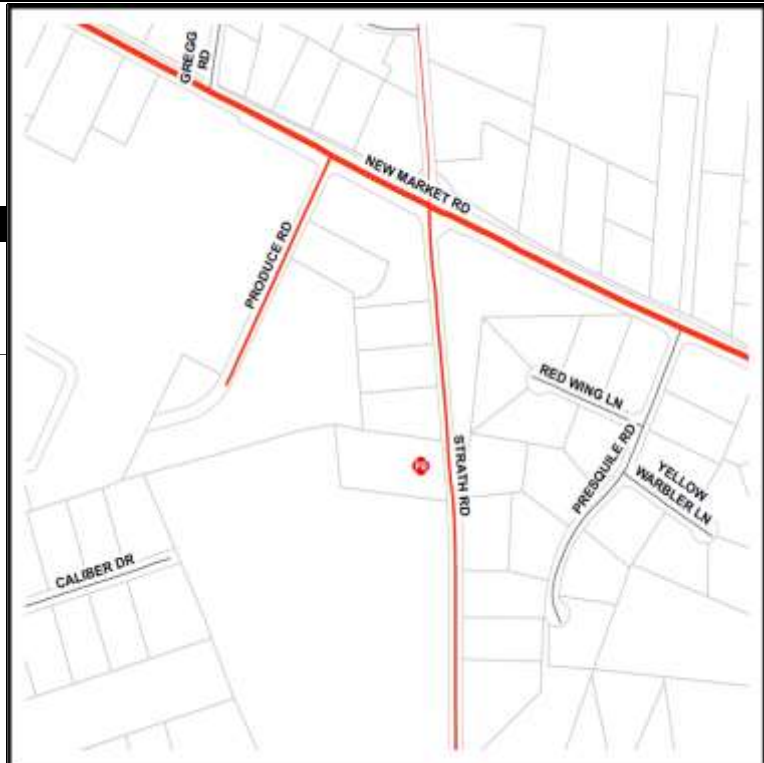 GREGG
RD
NEW MARKET RD
PRODUCE RD
RED WING LN
STRATH RD
PRESQUILE RD
YELLOW
WARBLER LN
CALIBER DR